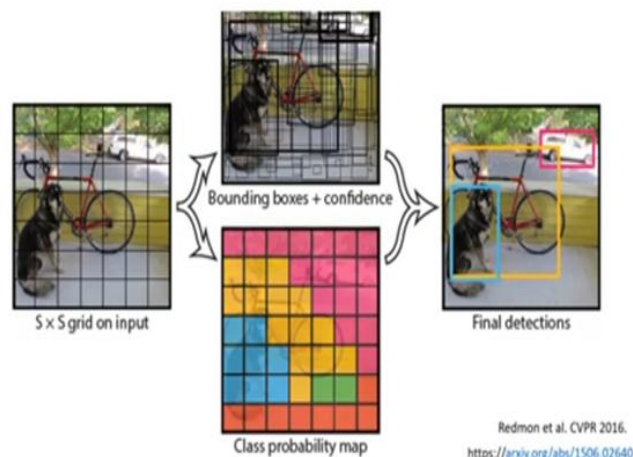 Bounding boxes + confidence
S × S grid on input
Final detections
Class probability map
Redmon et al. CVPR 2016.
https://arxiv.org/abs/1506.02640